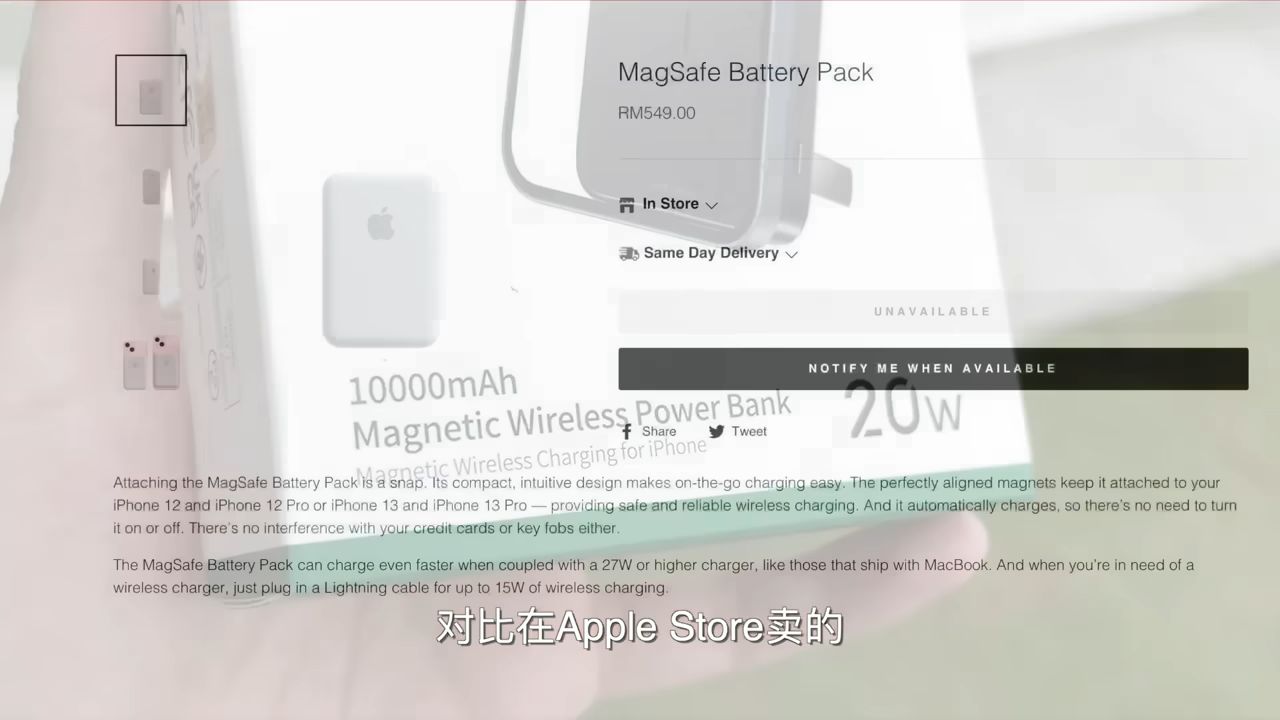 MagSafe Battery Pack
RM549.00
In Store
Same Day Delivery
UNAVAILABLE
NOTIFY ME WHEN AVAILABLE
Share
Tweet
10000mAh
Magnetic Wireless Power Bank
Magnetic Wireless Charging for iPhone
20W
Attaching the MagSafe Battery Pack is a snap. Its compact, intuitive design makes on-the-go charging easy. The perfectly aligned magnets keep it attached to your
iPhone 12 and iPhone 12 Pro or iPhone 13 and iPhone 13 Pro — providing safe and reliable wireless charging. And it automatically charges, so there's no need to turn
it on or off. There's no interference with your credit cards or key fobs either.
The MagSafe Battery Pack can charge even faster when coupled with a 27W or higher charger, like those that ship with MacBook. And when you're in need of a
wireless charger, just plug in a Lightning cable for up to 15W of wireless charging.
对比在Apple Store卖的